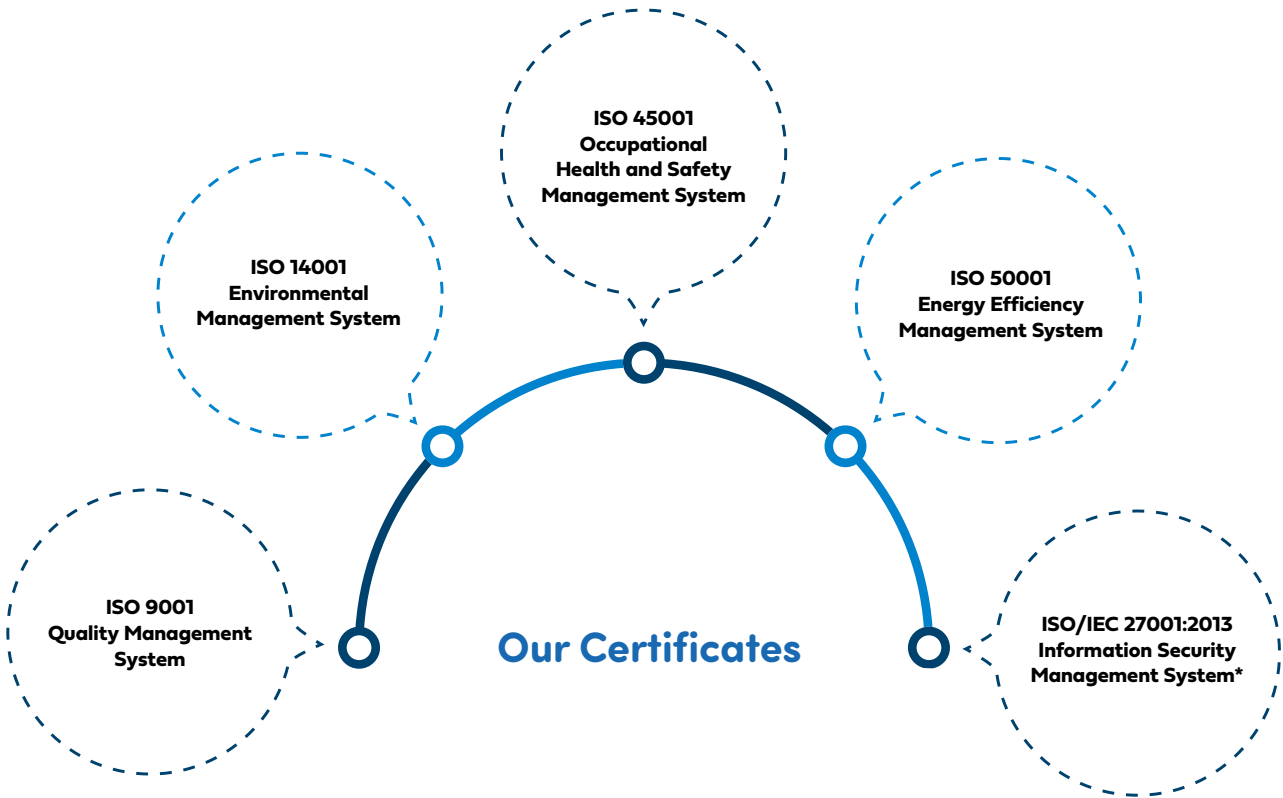 ISO 45001
Occupational
Health and Safety
Management System
ISO 14001
Environmental
Management System
ISO 50001
Energy Efficiency
Management System
ISO 9001
Quality Management
System
Our Certificates
ISO/IEC 27001:2013
Information Security
Management System*